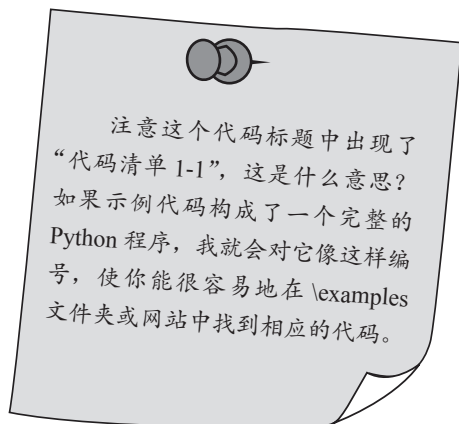 注意这个代码标题中出现了
“代码清单 1-1”，这是什么意思？
如果示例代码构成了一个完整的
Python 程序，我就会对它像这样编
号，使你能很容易地在 \examples
文件夹或网站中找到相应的代码。